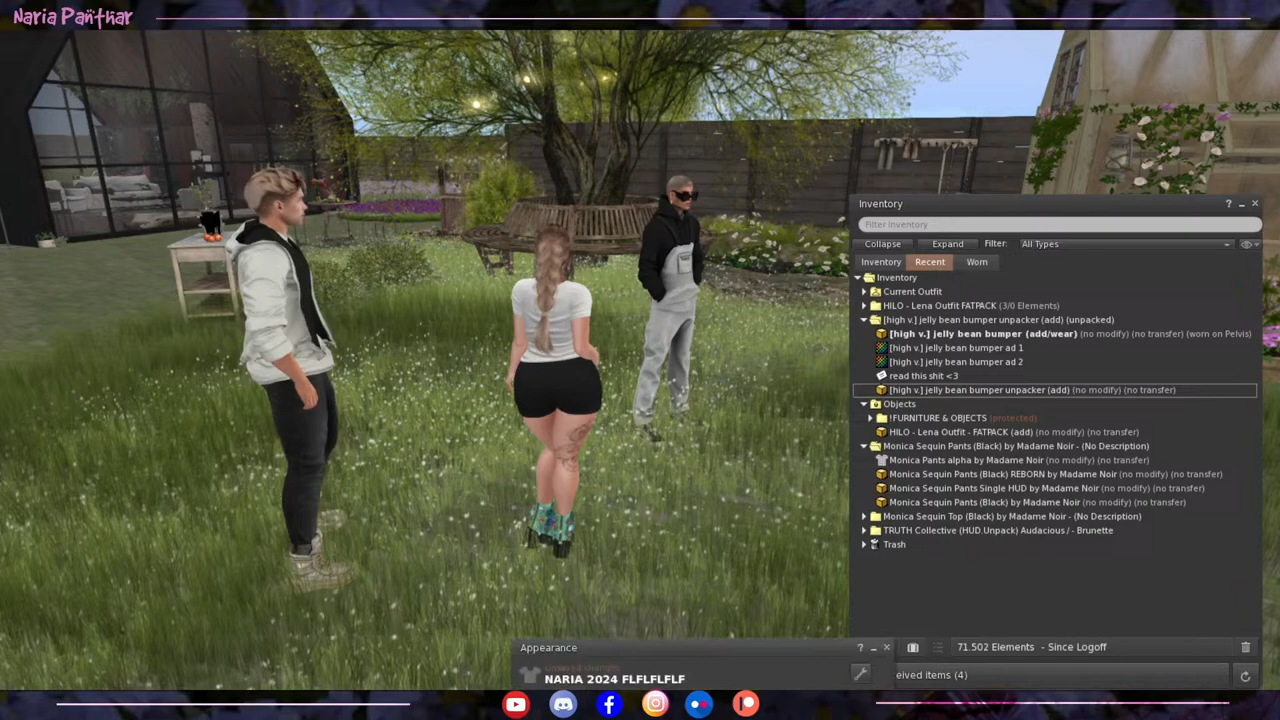 Naria Panthar
Inventory
Filter Inventory
Collapse Expand Filter: All Types
Inventory Recent Worn
Inventory
Current Outfit
HILO - Lena Outfit FATPACK (3/0 Elements)
[high v.] jelly bean bumper unpacker (add) (unpacked)
[high v.] jelly bean bumper (add/wear) (no modify) (no transfer) (worn on Pelvis)
[high v.] jelly bean bumper ad 1
[high v.] jelly bean bumper ad 2
read this shit <3
[high v.] jelly bean bumper unpacker (add) (no modify) (no transfer)
Objects
!FURNITURE & OBJECTS (protected)
HILO - Lena Outfit - FATPACK (add) (no modify) (no transfer)
Monica Sequin Pants (Black) by Madame Noir - (No Description)
Monica Pants alpha by Madame Noir (no modify) (no transfer)
Monica Sequin Pants (Black) REBORN by Madame Noir (no modify) (no transfer)
Monica Sequin Pants Single HUD by Madame Noir (no modify) (no transfer)
Monica Sequin Pants (Black) by Madame Noir (no modify) (no transfer)
Monica Sequin Top (Black) by Madame Noir - (No Description)
TRUTH Collective (HUD.Unpack) Audacious / - Brunette
Trash
71.502 Elements - Since Logoff
eived items (4)
Appearance
Unsaved changes
NARIA 2024 FLFLFLFLF